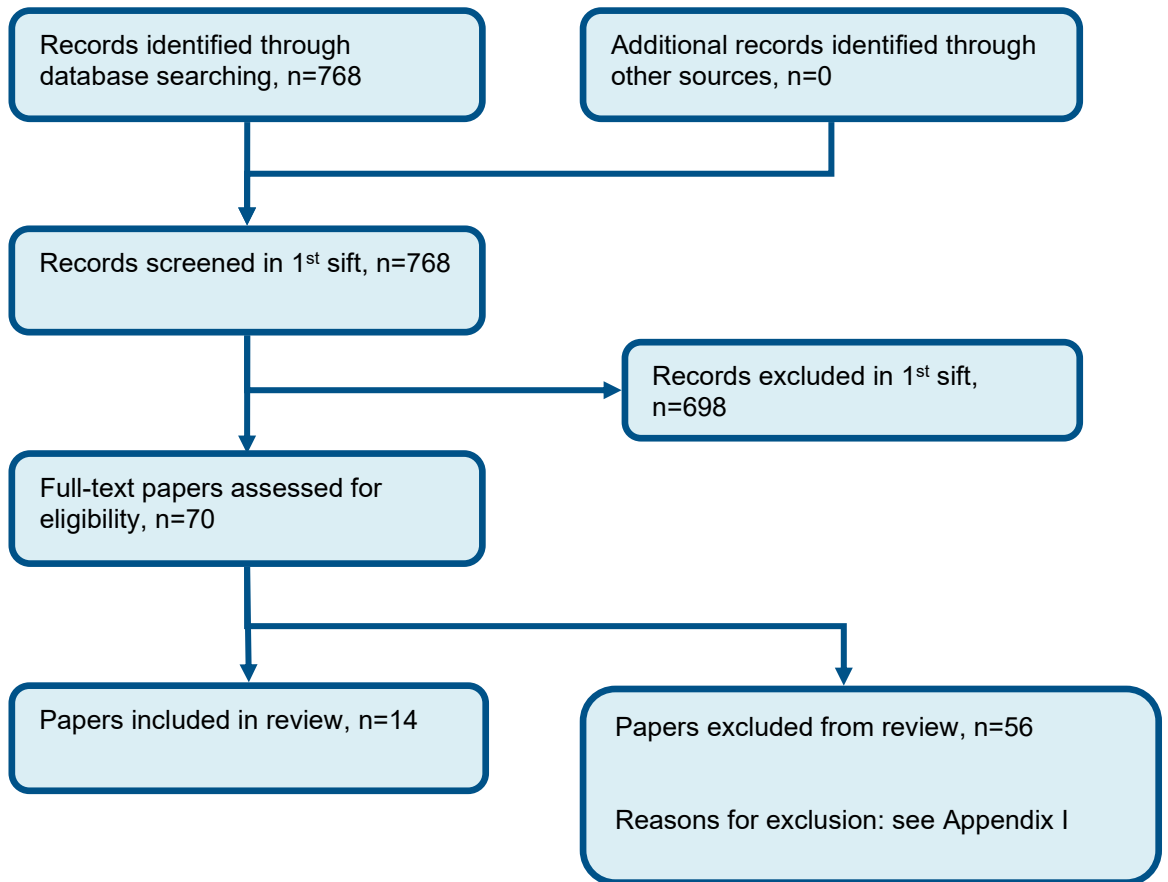 Records identified through
database searching, n=768
Additional records identified through
other sources, n=0
Records screened in 1st sift, n=768
Records excluded in 1st sift,
n=698
Full-text papers assessed for
eligibility, n=70
Papers included in review, n=14
Papers excluded from review, n=56
Reasons for exclusion: see Appendix I